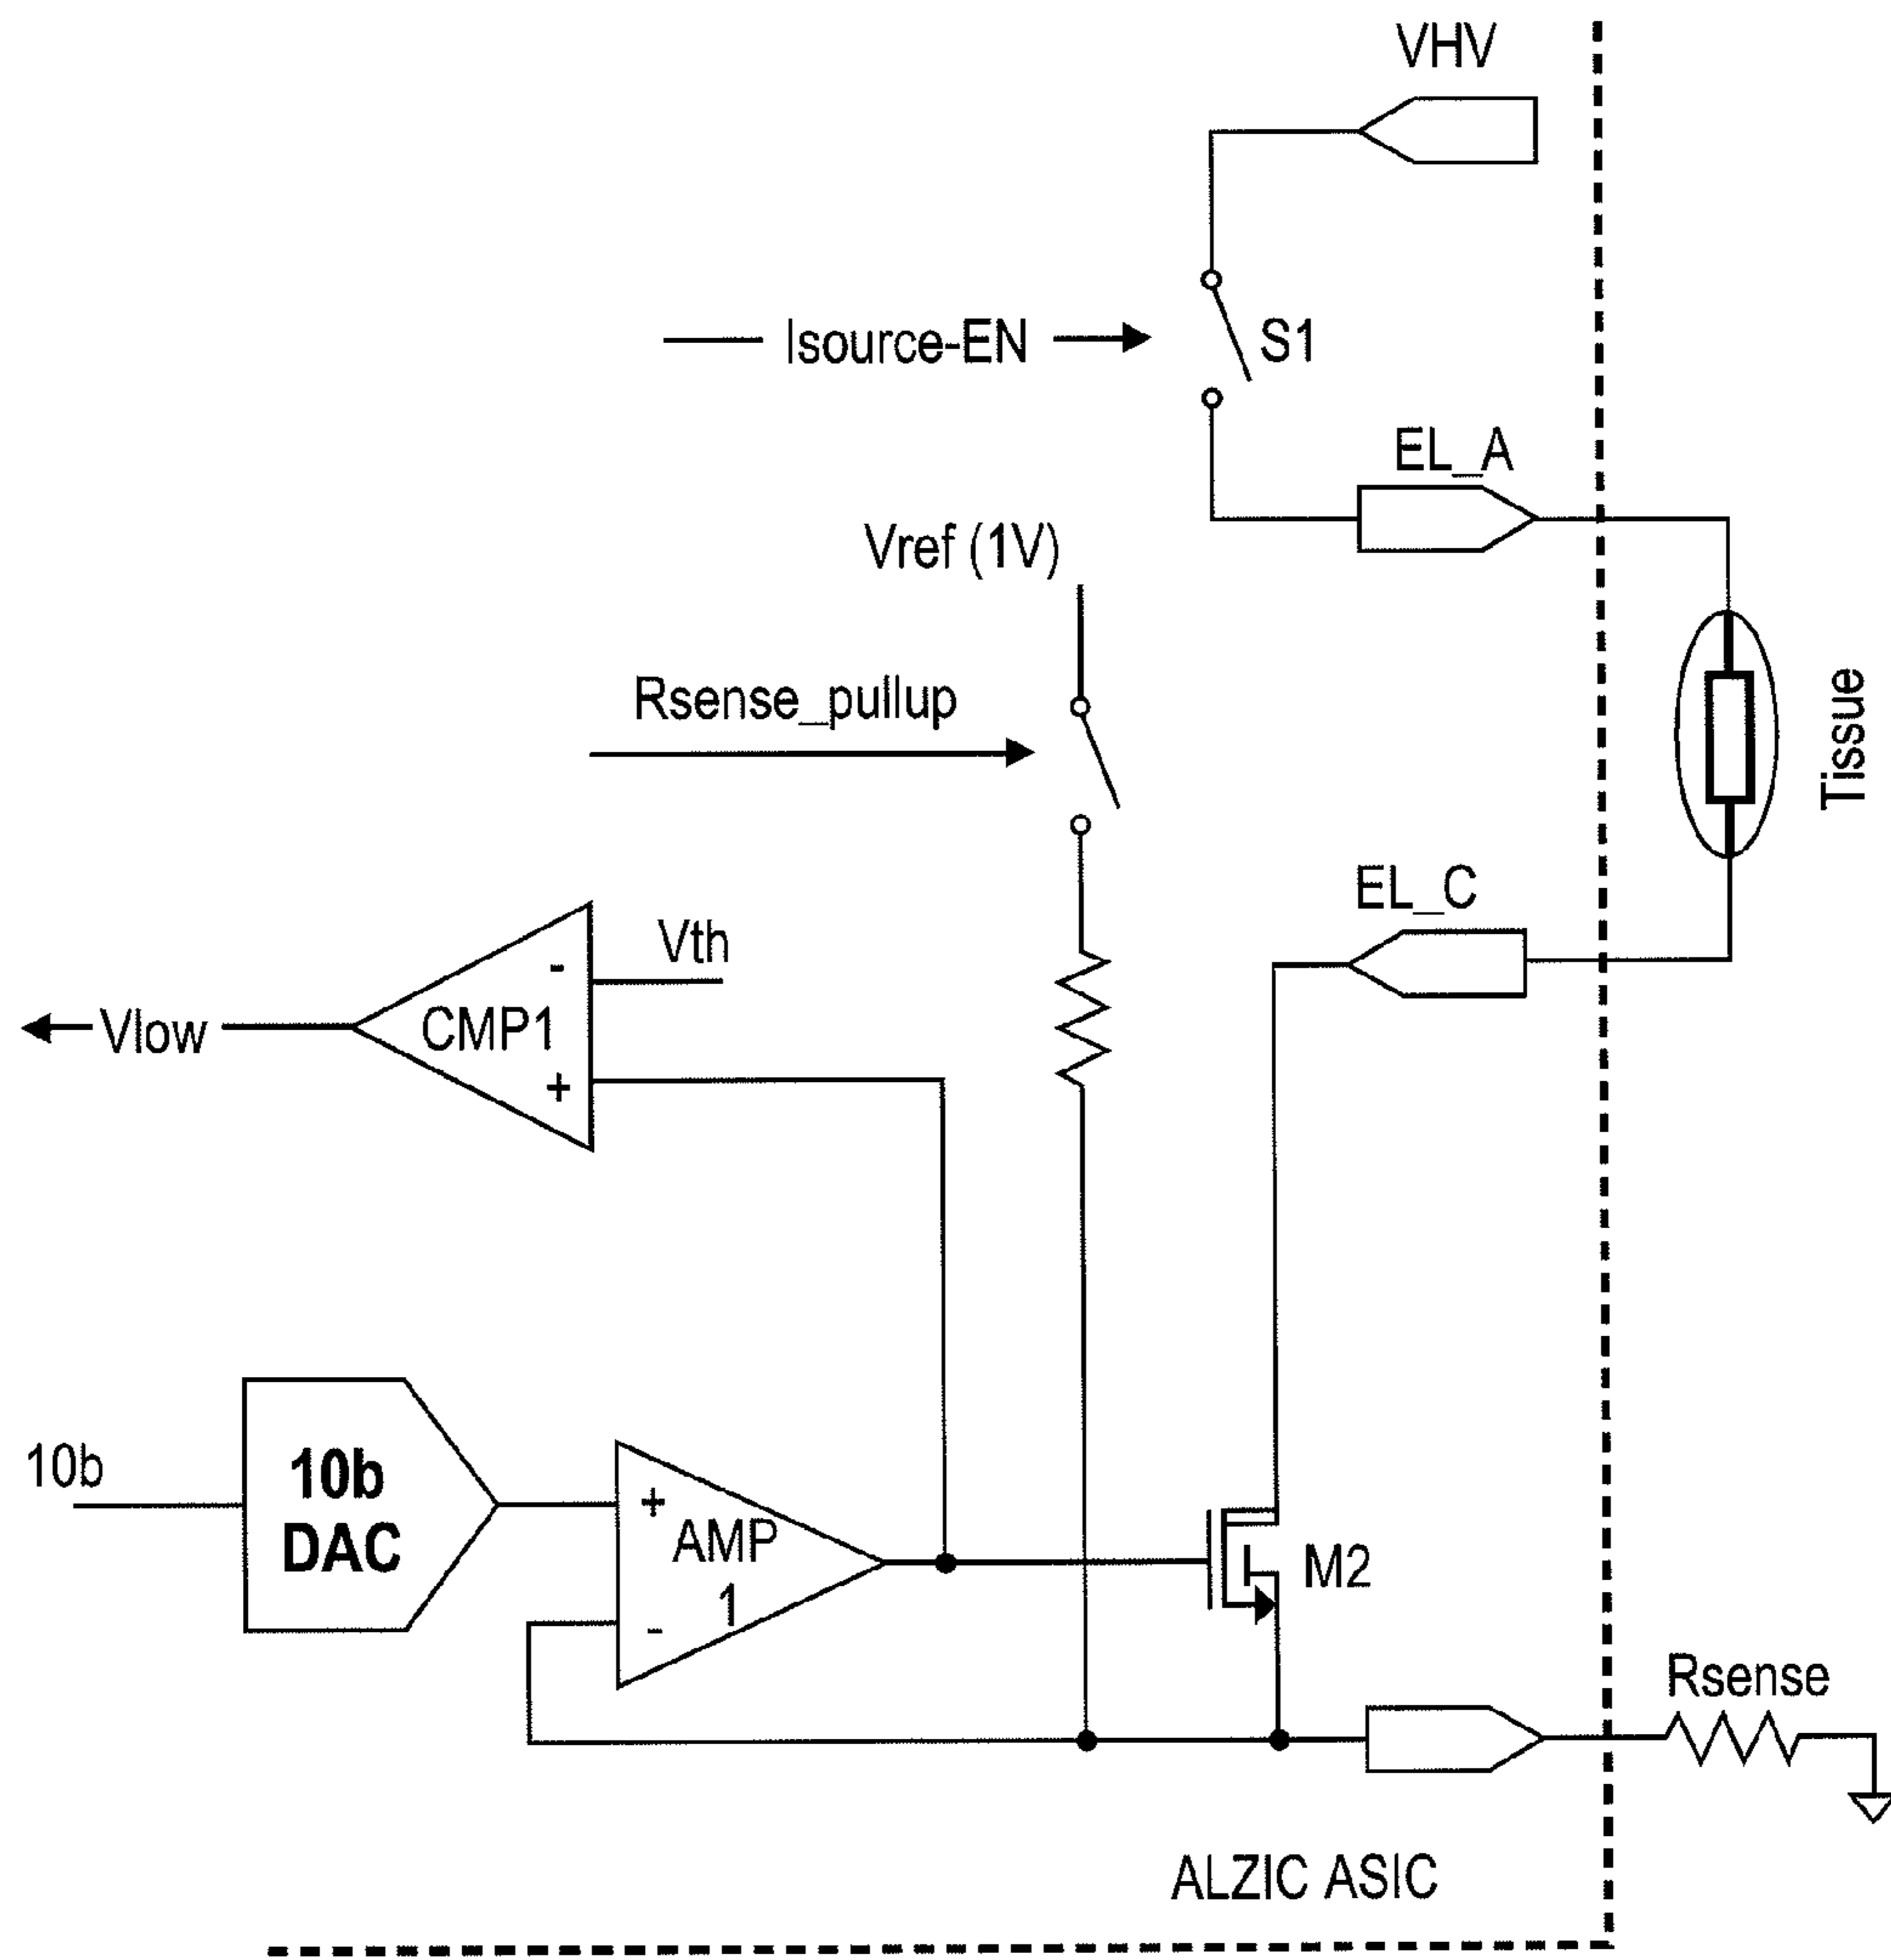 VHV
Isource-EN
S1
EL_A
Vref (1V)
Rsense_pullup
Tissue
EL_C
Vth
-
CMP1
+
Vlow
10b
10b
DAC
+
AMP
1
-
M2
Rsense
ALZIC ASIC